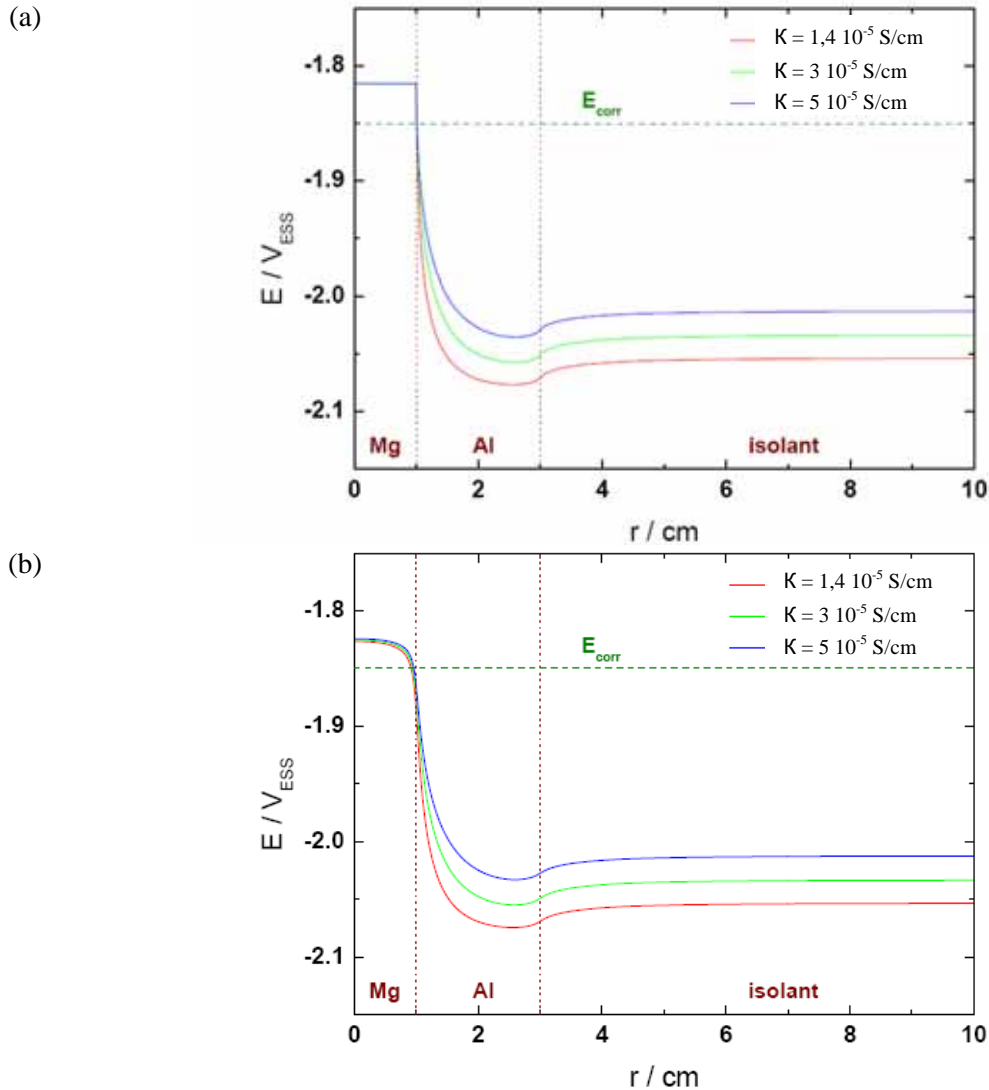 (a)
K = 1,4 10⁻⁵ S/cm
K = 3 10⁻⁵ S/cm
K = 5 10⁻⁵ S/cm
-1.8
E_corr
-1.9
E / V_ESS
-2.0
-2.1
Mg Al isolant
0 2 4 6 8 10
r / cm
(b)
K = 1,4 10⁻⁵ S/cm
K = 3 10⁻⁵ S/cm
K = 5 10⁻⁵ S/cm
-1.8
E_corr
-1.9
E / V_ESS
-2.0
-2.1
Mg Al isolant
0 2 4 6 8 10
r / cm